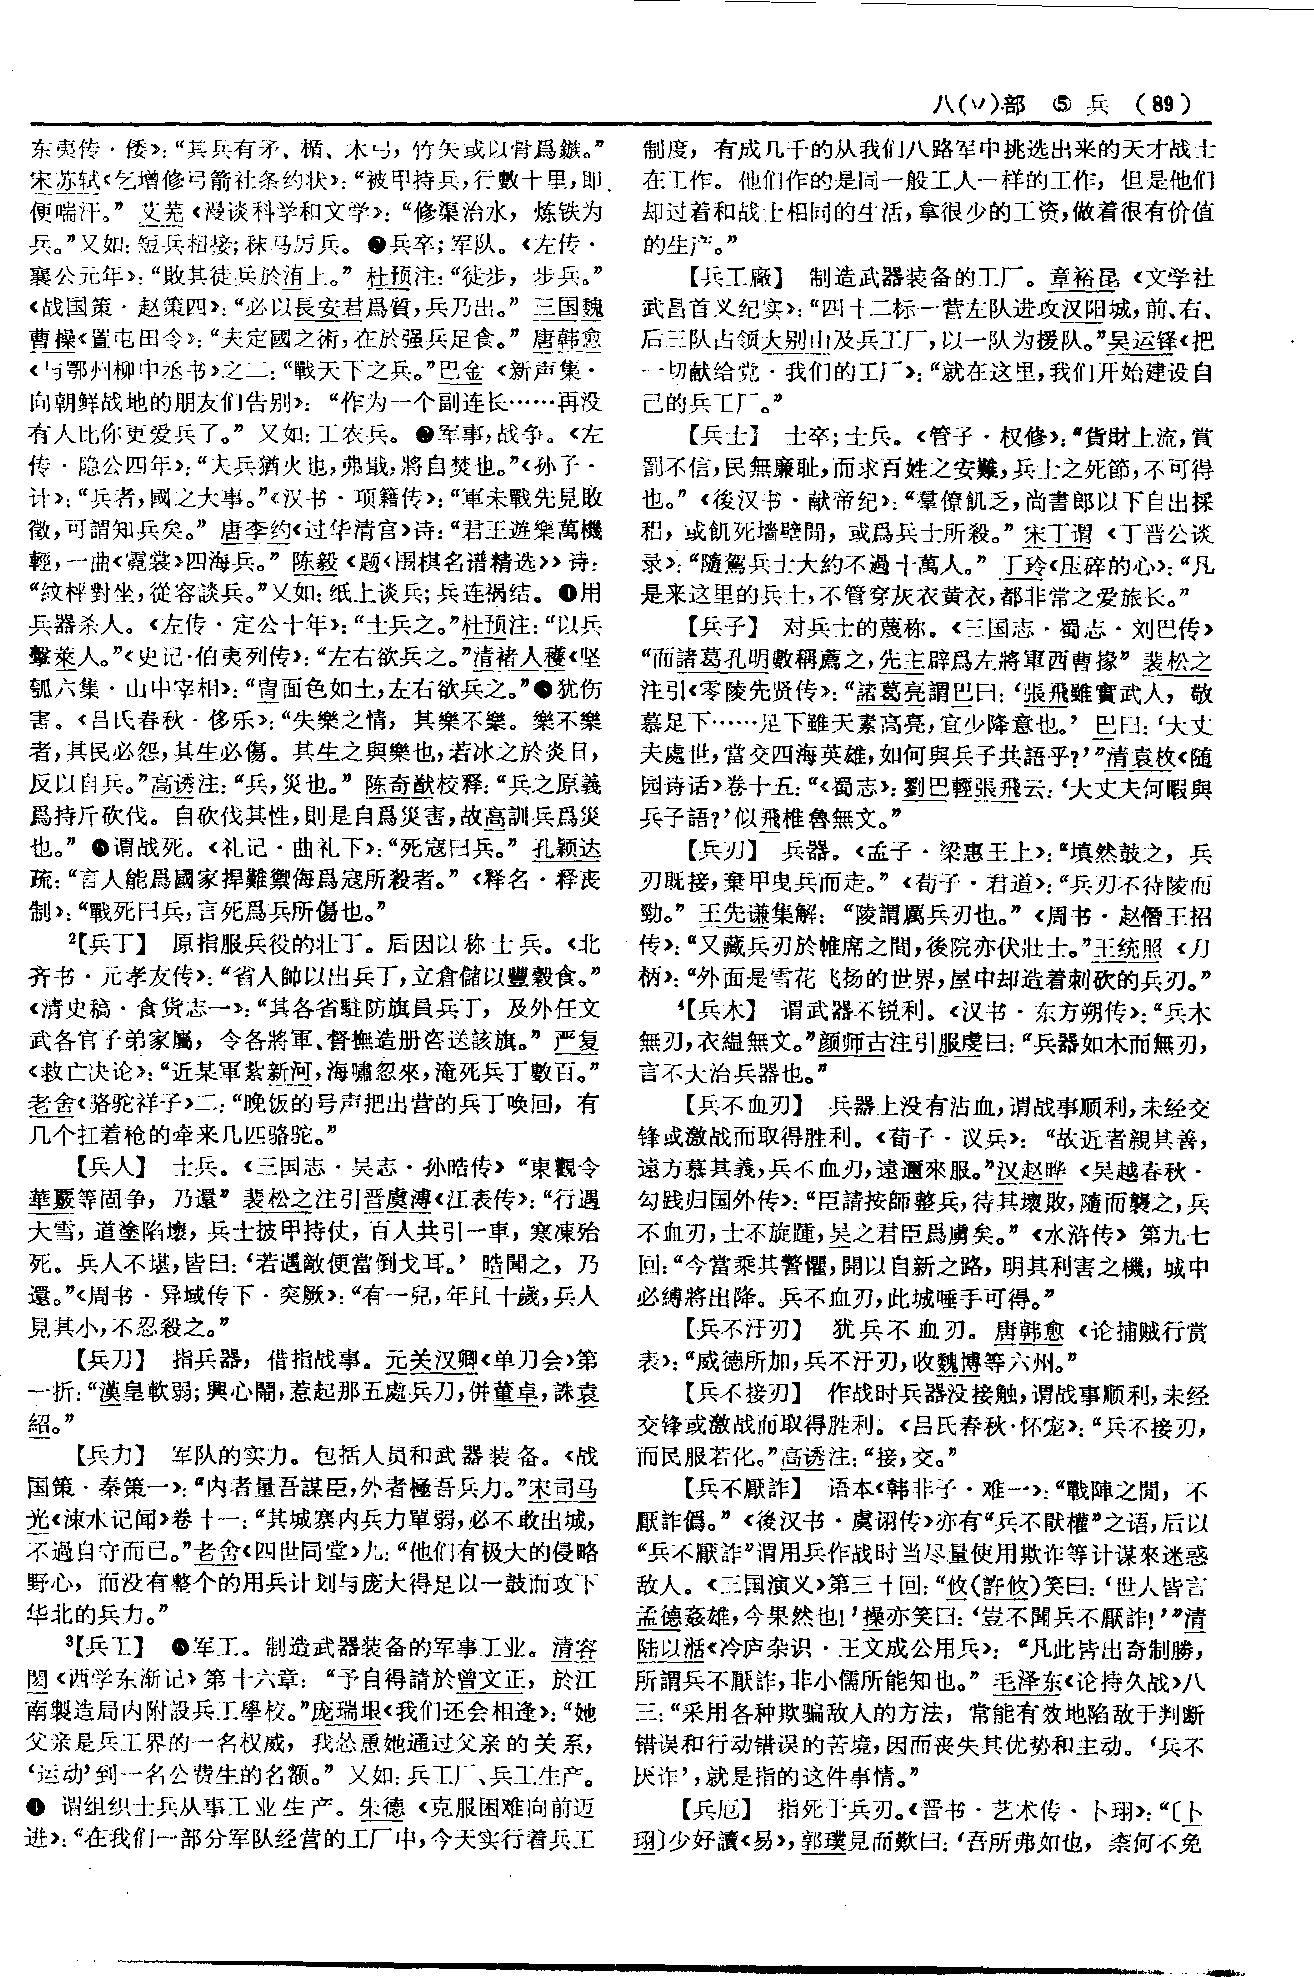 八(丷)部 ⑤ 兵 (89)
东夷传·倭》：“其兵有矛、楯、木弓，竹矢或以骨爲鏃。”
宋苏轼《乞增修弓箭社条约状》：“被甲持兵，行數十里，即
便喘汗。” 艾芜《漫谈科学和文学》：“修渠治水，炼铁为
兵。”又如：短兵相接；秣马厉兵。❷兵卒；军队。《左传·
襄公元年》：“敗其徒兵於洧上。” 杜预注：“徒步，步兵。”
《战国策·赵策四》：“必以長安君爲質，兵乃出。” 三国魏
曹操《置屯田令》：“夫定國之術，在於强兵足食。” 唐韩愈
《与鄂州柳中丞书》之二：“戰天下之兵。”巴金《新声集·
向朝鲜战地的朋友们告别》：“作为一个副连长……再没
有人比你更爱兵了。” 又如：工农兵。❸军事，战争。《左
传·隐公四年》：“夫兵猶火也，弗戢，將自焚也。”《孙子·
计》：“兵者，國之大事。”《汉书·项籍传》：“軍未戰先見敗
徵，可謂知兵矣。” 唐李约《过华清宫》诗：“君王遊樂萬機
輕，一曲《霓裳》四海兵。” 陈毅《题《围棋名谱精选》》诗：
“紋枰對坐，從容談兵。”又如：纸上谈兵；兵连祸结。❹用
兵器杀人。《左传·定公十年》：“士兵之。”杜预注：“以兵
擊萊人。”《史记·伯夷列传》：“左右欲兵之。”清褚人穫《坚
瓠六集·山中宰相》：“胄面色如土，左右欲兵之。”❺犹伤
害。《吕氏春秋·侈乐》：“失樂之情，其樂不樂。樂不樂
者，其民必怨，其生必傷。其生之與樂也，若冰之於炎日，
反以自兵。”高诱注：“兵，災也。” 陈奇猷校释：“兵之原義
爲持斤砍伐。自砍伐其性，則是自爲災害，故高訓兵爲災
也。” ❻谓战死。《礼记·曲礼下》：“死寇曰兵。” 孔颖达
疏：“言人能爲國家捍難禦侮爲寇所殺者。”《释名·释丧
制》：“戰死曰兵，言死爲兵所傷也。”
²【兵丁】 原指服兵役的壮丁。后因以称士兵。《北
齐书·元孝友传》：“省人帥以出兵丁，立倉儲以豐穀食。”
《清史稿·食货志一》：“其各省駐防旗員兵丁，及外任文
武各官子弟家屬，令各將軍、督撫造册咨送該旗。” 严复
《救亡决论》：“近某軍紮新河，海嘯忽來，淹死兵丁數百。”
老舍《骆驼祥子》二：“晚饭的号声把出营的兵丁唤回，有
几个扛着枪的牵来几匹骆驼。”
【兵人】 士兵。《三国志·吴志·孙皓传》“東觀令
華覈等固争，乃還” 裴松之注引晋虞溥《江表传》：“行遇
大雪，道塗陷壞，兵士披甲持仗，百人共引一車，寒凍殆
死。兵人不堪，皆曰：‘若遇敵便當倒戈耳。’皓聞之，乃
還。”《周书·异域传下·突厥》：“有一兒，年且十歲，兵人
見其小，不忍殺之。”
【兵刀】 指兵器，借指战事。元关汉卿《单刀会》第
一折：“漢皇軟弱；興心鬧，惹起那五處兵刀，併董卓，誅袁
紹。”
【兵力】 军队的实力。包括人员和武器装备。《战
国策·秦策一》：“内者量吾謀臣，外者極吾兵力。”宋司马
光《涑水记闻》卷十一：“其城寨内兵力單弱，必不敢出城，
不過自守而已。”老舍《四世同堂》九：“他们有极大的侵略
野心，而没有整个的用兵计划与庞大得足以一鼓而攻下
华北的兵力。”
³【兵工】 ❶军工。制造武器装备的军事工业。清容
闳《西学东渐记》第十六章：“予自得請於曾文正，於江
南製造局内附設兵工學校。”庞瑞垠《我们还会相逢》：“她
父亲是兵工界的一名权威，我怂恿她通过父亲的关系，
‘运动’到一名公费生的名额。” 又如：兵工厂、兵工生产。
❷ 谓组织士兵从事工业生产。朱德《克服困难向前迈
进》：“在我们一部分军队经营的工厂中，今天实行着兵工
制度，有成几千的从我们八路军中挑选出来的天才战士
在工作。他们作的是同一般工人一样的工作，但是他们
却过着和战士相同的生活，拿很少的工资，做着很有价值
的生产。”
【兵工廠】 制造武器装备的工厂。章裕昆《文学社
武昌首义纪实》：“四十二标一营左队进攻汉阳城，前、右、
后三队占领大别山及兵工厂，以一队为援队。”吴运铎《把
一切献给党·我们的工厂》：“就在这里，我们开始建设自
己的兵工厂。”
【兵士】 士卒；士兵。《管子·权修》：“貨財上流，賞
罰不信，民無廉耻，而求百姓之安難，兵士之死節，不可得
也。”《後汉书·献帝纪》：“羣僚飢乏，尚書郎以下自出採
稆，或飢死墙壁間，或爲兵士所殺。” 宋丁谓《丁晋公谈
录》：“隨駕兵士大約不過十萬人。” 丁玲《压碎的心》：“凡
是来这里的兵士，不管穿灰衣黄衣，都非常之爱旅长。”
【兵子】 对兵士的蔑称。《三国志·蜀志·刘巴传》
“而諸葛孔明數稱薦之，先主辟爲左將軍西曹掾” 裴松之
注引《零陵先贤传》：“諸葛亮謂巴曰：‘張飛雖實武人，敬
慕足下……足下雖天素高亮，宜少降意也。’ 巴曰：‘大丈
夫處世，當交四海英雄，如何與兵子共語乎？’”清袁枚《随
园诗话》卷十五：“《蜀志》：劉巴輕張飛云：‘大丈夫何暇與
兵子語？’似飛椎魯無文。”
【兵刃】 兵器。《孟子·梁惠王上》：“填然鼓之，兵
刃既接，棄甲曳兵而走。”《荀子·君道》：“兵刃不待陵而
勁。” 王先谦集解：“陵謂厲兵刃也。”《周书·赵僭王招
传》：“又藏兵刃於帷席之間，後院亦伏壯士。”王统照《刀
柄》：“外面是雪花飞扬的世界，屋中却造着刺砍的兵刃。”
⁴【兵木】 谓武器不锐利。《汉书·东方朔传》：“兵木
無刃，衣緼無文。”颜师古注引服虔曰：“兵器如木而無刃，
言不大治兵器也。”
【兵不血刃】 兵器上没有沾血，谓战事顺利，未经交
锋或激战而取得胜利。《荀子·议兵》：“故近者親其善，
遠方慕其義，兵不血刃，遠邇來服。”汉赵晔《吴越春秋·
勾践归国外传》：“臣請按師整兵，待其壞敗，隨而襲之，兵
不血刃，士不旋踵，吴之君臣爲虜矣。”《水浒传》第九七
回：“今當乘其警懼，開以自新之路，明其利害之機，城中
必縛將出降。兵不血刃，此城唾手可得。”
【兵不汙刃】 犹兵不血刃。唐韩愈《论捕贼行赏
表》：“威德所加，兵不汙刃，收魏博等六州。”
【兵不接刃】 作战时兵器没接触，谓战事顺利，未经
交锋或激战而取得胜利。《吕氏春秋·怀宠》：“兵不接刃，
而民服若化。”高诱注：“接，交。”
【兵不厭詐】 语本《韩非子·难一》：“戰陣之間，不
厭詐僞。”《後汉书·虞诩传》亦有“兵不猒權”之语，后以
“兵不厭詐”谓用兵作战时当尽量使用欺诈等计谋來迷惑
敌人。《三国演义》第三十回：“攸（許攸）笑曰：‘世人皆言
孟德姦雄，今果然也！’操亦笑曰：‘豈不聞兵不厭詐！’”清
陆以湉《冷庐杂识·王文成公用兵》：“凡此皆出奇制勝，
所謂兵不厭詐，非小儒所能知也。” 毛泽东《论持久战》八
三：“采用各种欺骗敌人的方法，常能有效地陷敌于判断
错误和行动错误的苦境，因而丧失其优势和主动。‘兵不
厌诈’，就是指的这件事情。”
【兵厄】 指死于兵刃。《晋书·艺术传·卜珝》：“〔卜
珝〕少好讀《易》，郭璞見而歎曰：‘吾所弗如也，柰何不免